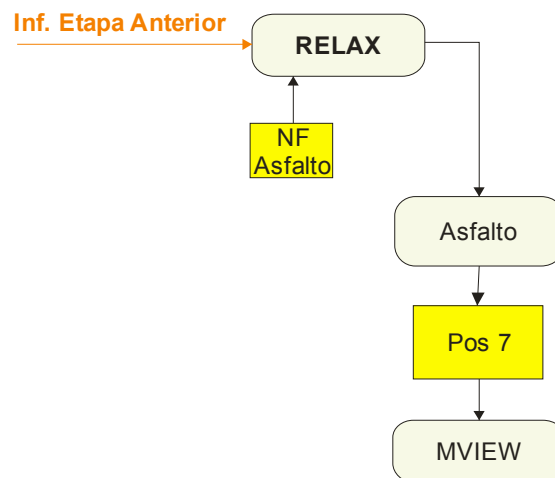 Inf. Etapa Anterior
RELAX
NF
Asfalto
Asfalto
Pos 7
MVIEW